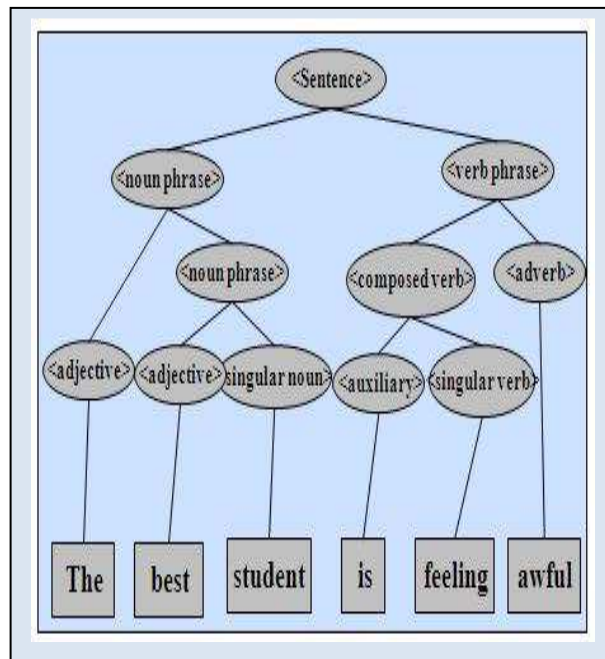 <Sentence>
<noun phrase> <verb phrase>
<noun phrase> <composed verb> <adverb>
<adjective> <adjective> <singular noun> <auxiliary> <singular verb>
The best student is feeling awful